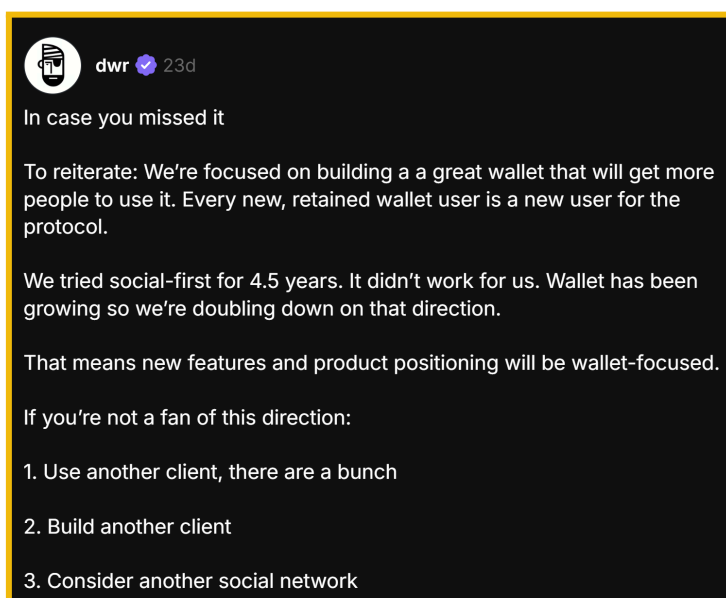 dwr 23d
In case you missed it
To reiterate: We’re focused on building a a great wallet that will get more
people to use it. Every new, retained wallet user is a new user for the
protocol.
We tried social-first for 4.5 years. It didn’t work for us. Wallet has been
growing so we’re doubling down on that direction.
That means new features and product positioning will be wallet-focused.
If you’re not a fan of this direction:
1. Use another client, there are a bunch
2. Build another client
3. Consider another social network